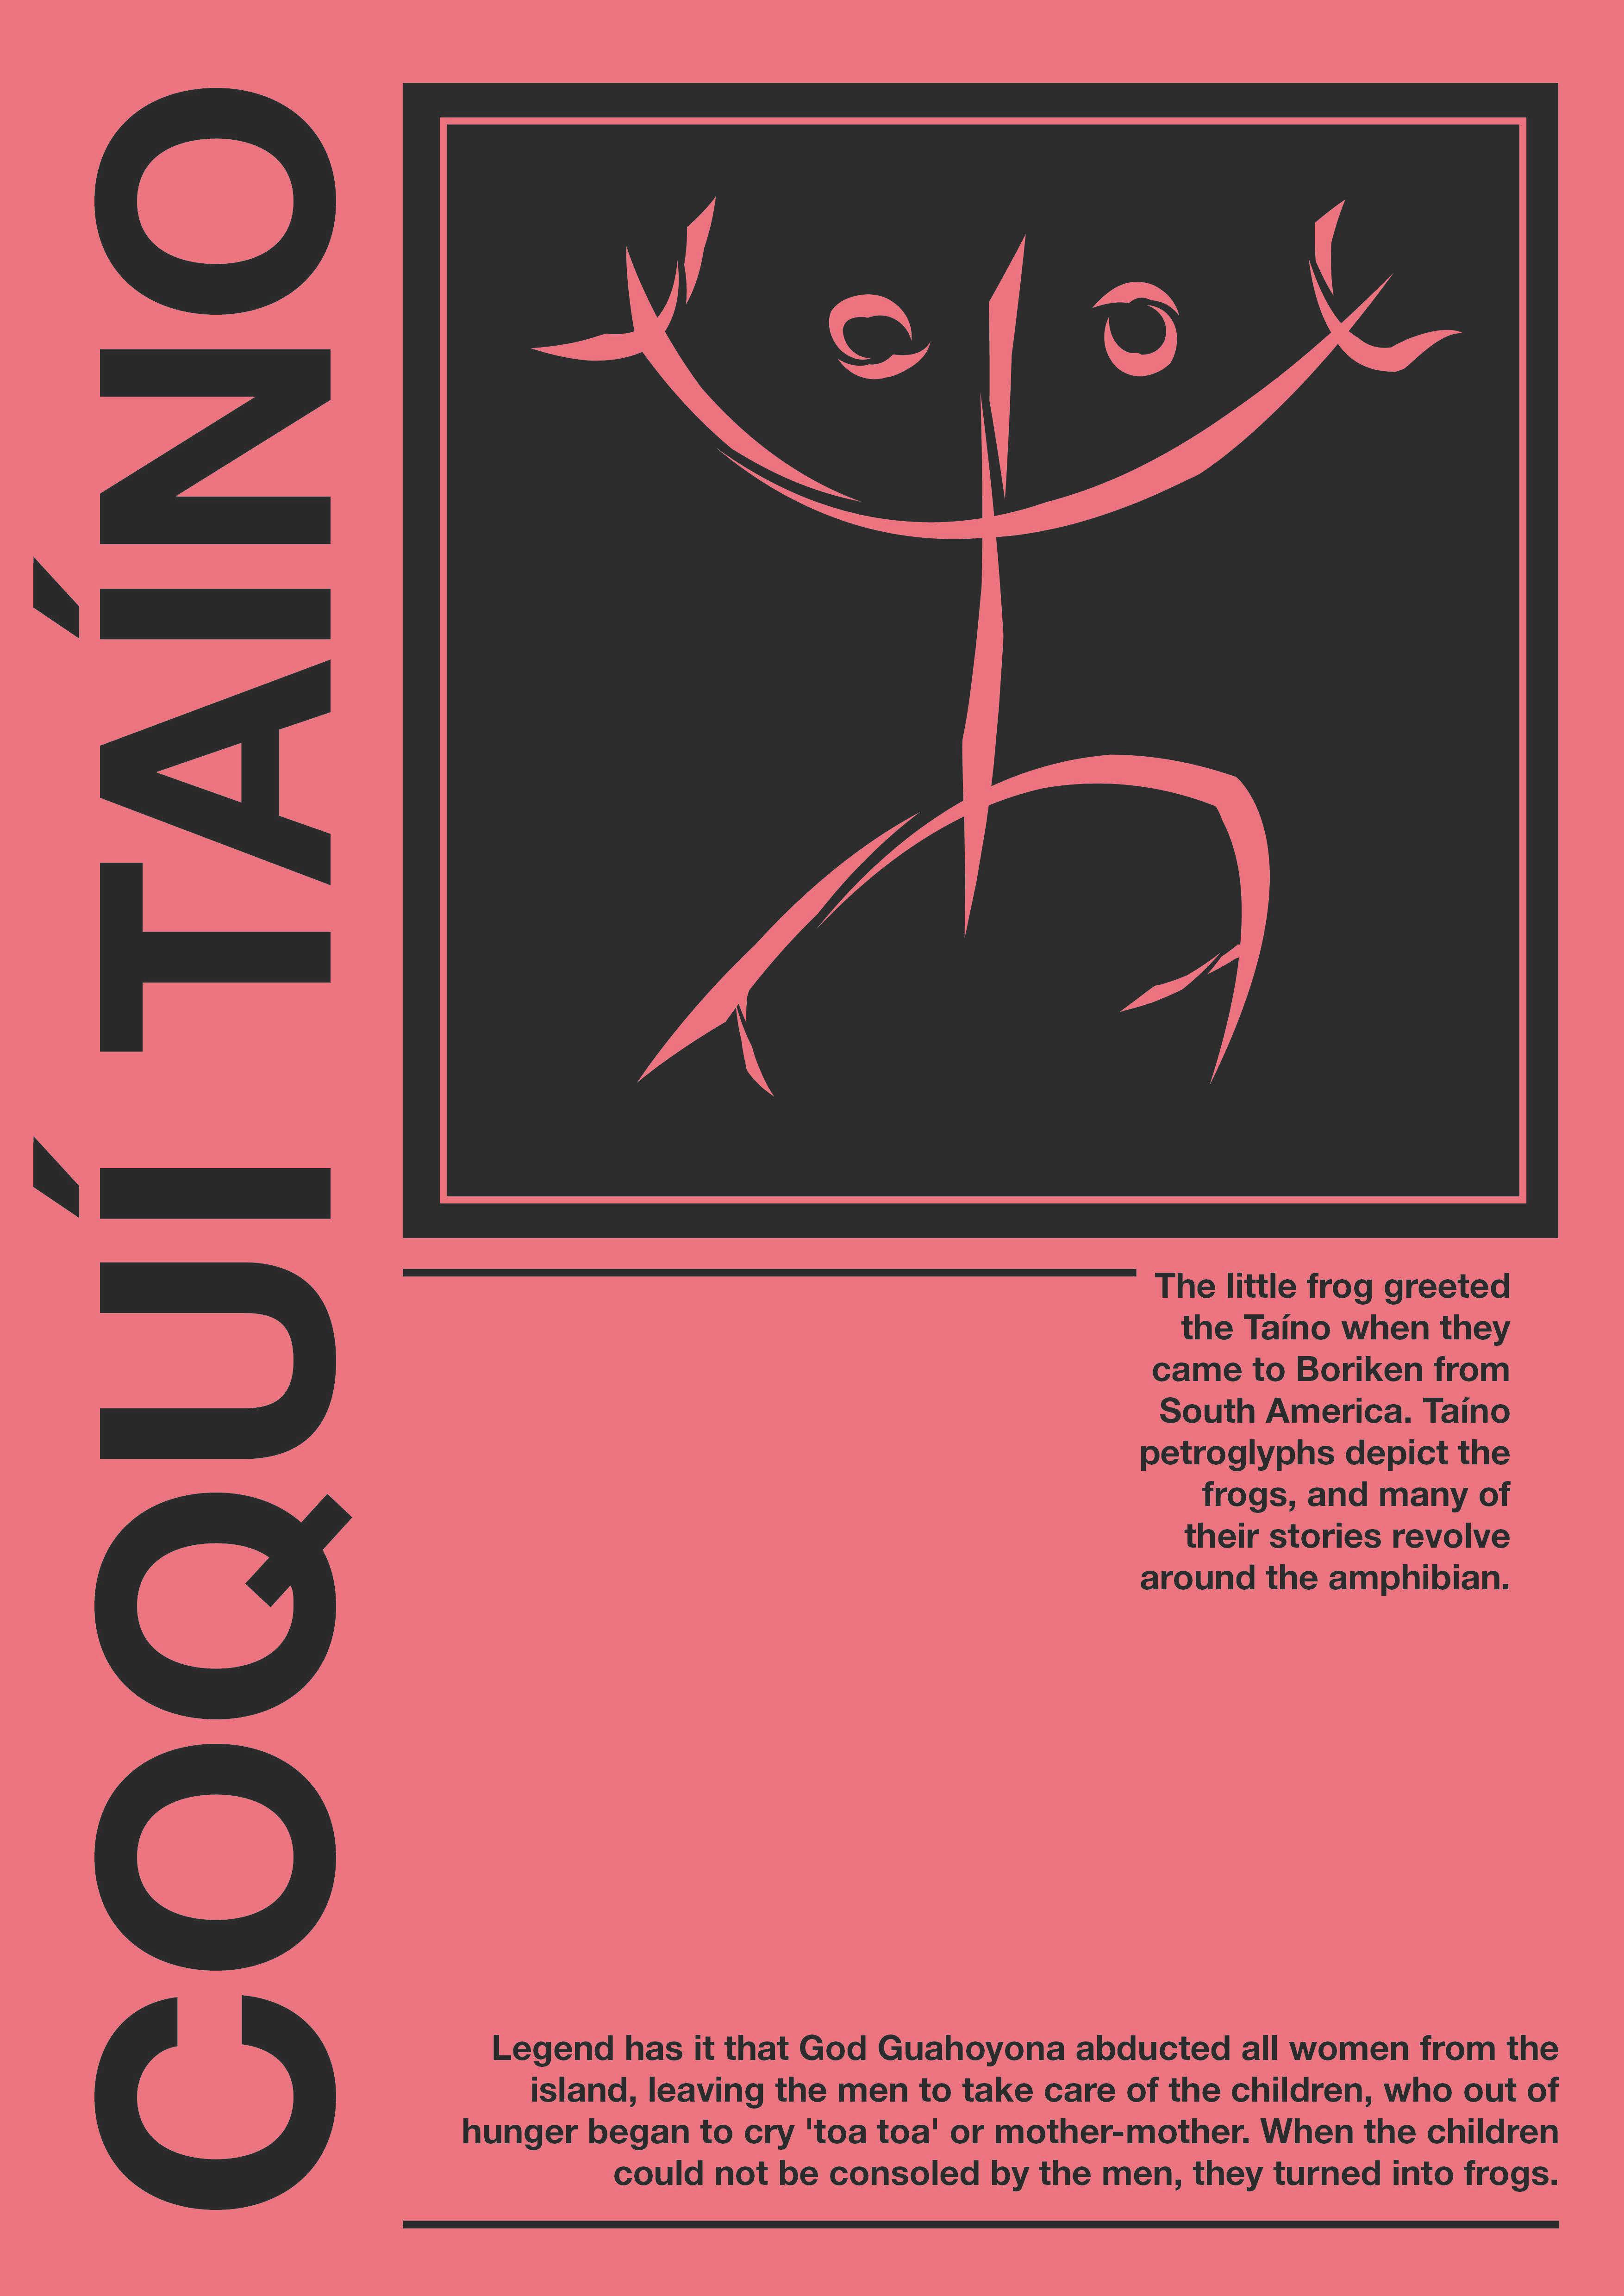 COQUÍ TAÍNO
The little frog greeted
the Taíno when they
came to Boriken from
South America. Taíno
petroglyphs depict the
frogs, and many of
their stories revolve
around the amphibian.
Legend has it that God Guahoyona abducted all women from the
island, leaving the men to take care of the children, who out of
hunger began to cry 'toa toa' or mother-mother. When the children
could not be consoled by the men, they turned into frogs.